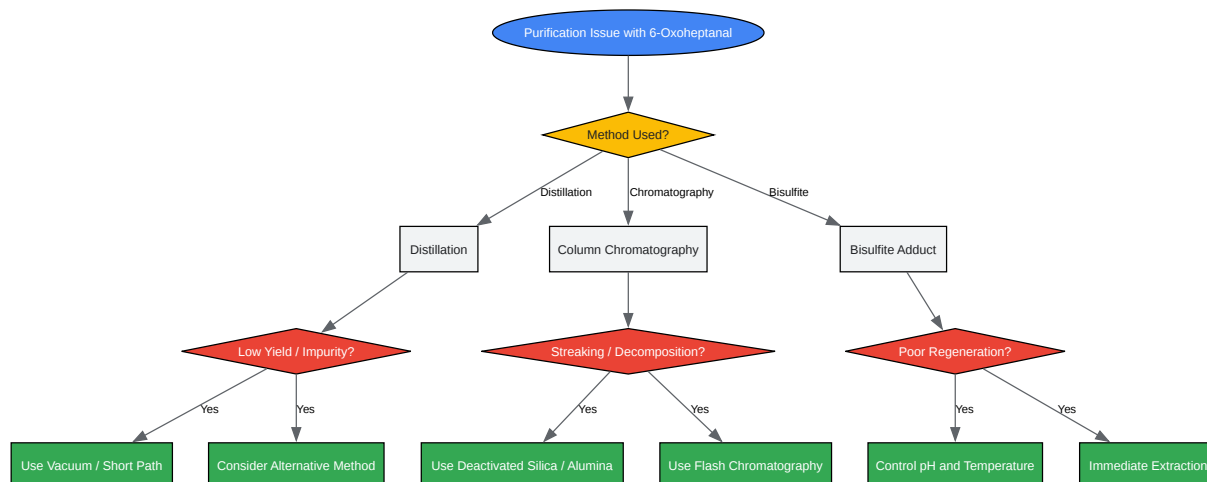 Purification Issue with 6-Oxoheptanal
Method Used?
Distillation
Chromatography
Bisulfite
Distillation
Column Chromatography
Bisulfite Adduct
Low Yield / Impurity?
Streaking / Decomposition?
Poor Regeneration?
Yes
Yes
Yes
Yes
Yes
Yes
Use Vacuum / Short Path
Consider Alternative Method
Use Deactivated Silica / Alumina
Use Flash Chromatography
Control pH and Temperature
Immediate Extraction